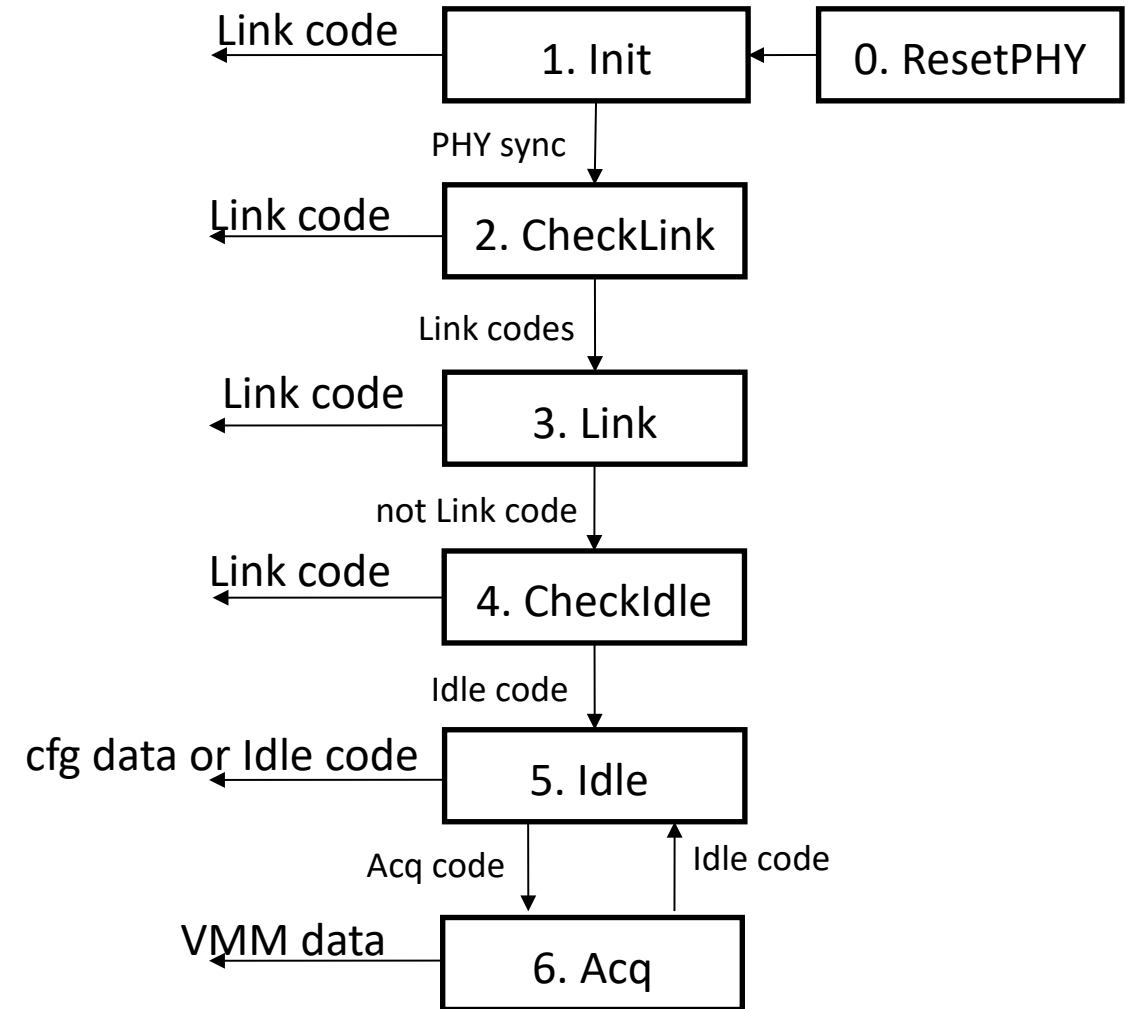 Link code
1. Init
0. ResetPHY
PHY sync
Link code
2. CheckLink
Link codes
Link code
3. Link
not Link code
Link code
4. CheckIdle
Idle code
cfg data or Idle code
5. Idle
Acq code
Idle code
VMM data
6. Acq